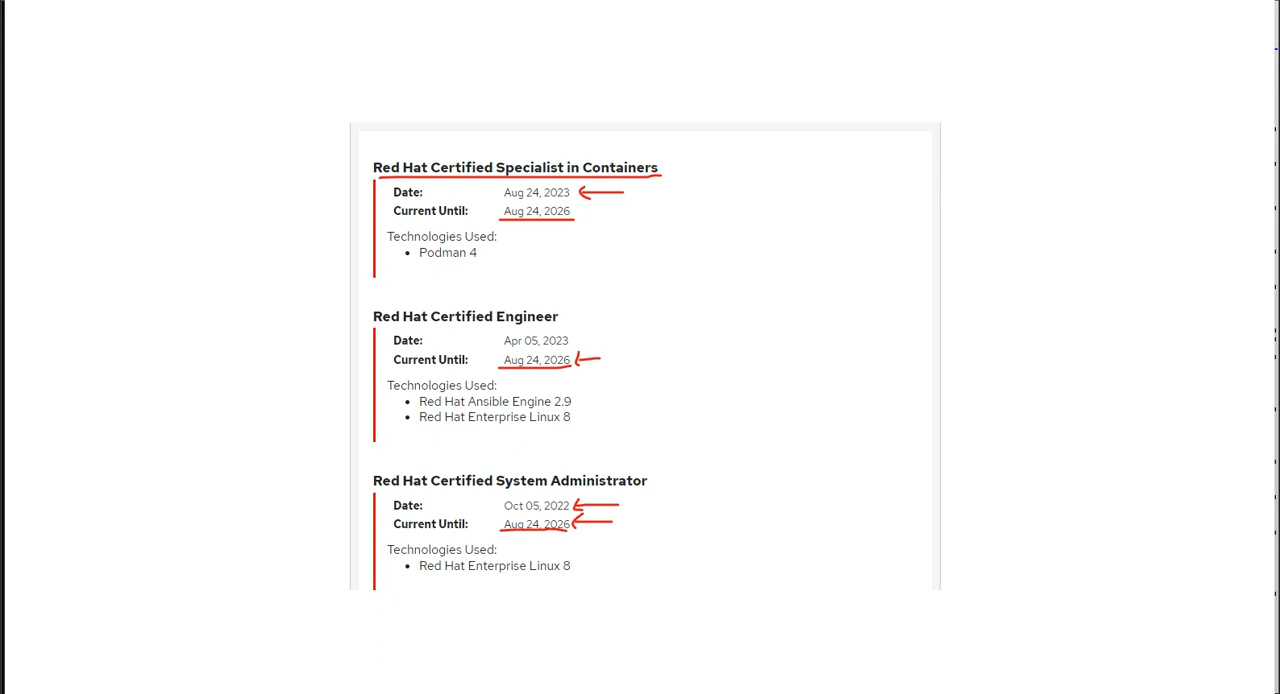 Red Hat Certified Specialist in Containers
Date: Aug 24, 2023
Current Until: Aug 24, 2026
Technologies Used:
• Podman 4
Red Hat Certified Engineer
Date: Apr 05, 2023
Current Until: Aug 24, 2026
Technologies Used:
• Red Hat Ansible Engine 2.9
• Red Hat Enterprise Linux 8
Red Hat Certified System Administrator
Date: Oct 05, 2022
Current Until: Aug 24, 2026
Technologies Used:
• Red Hat Enterprise Linux 8